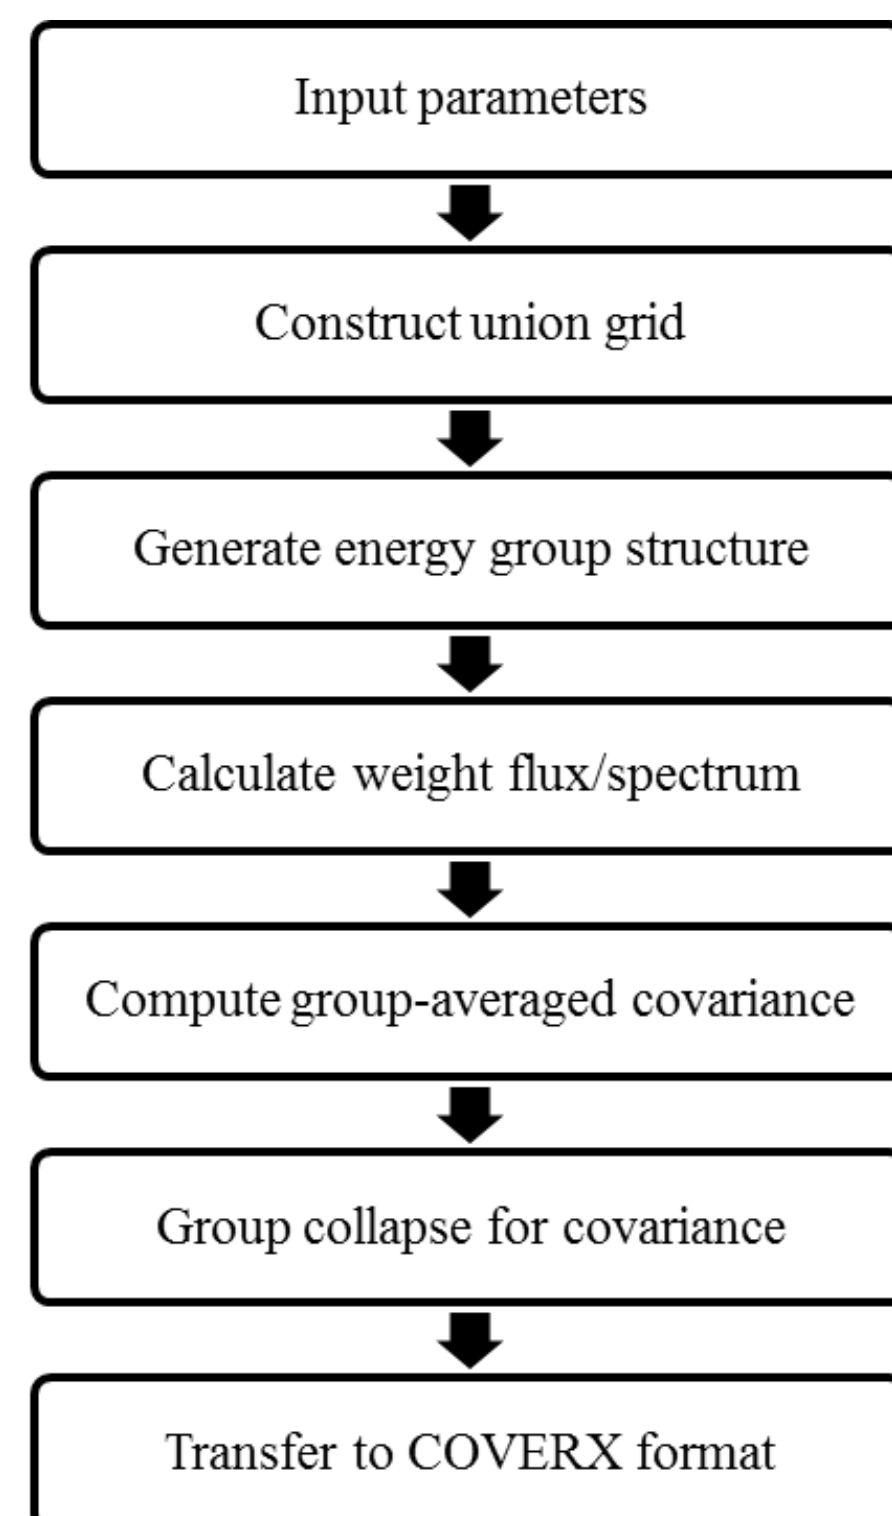 Input parameters
Construct union grid
Generate energy group structure
Calculate weight flux/spectrum
Compute group-averaged covariance
Group collapse for covariance
Transfer to COVERX format